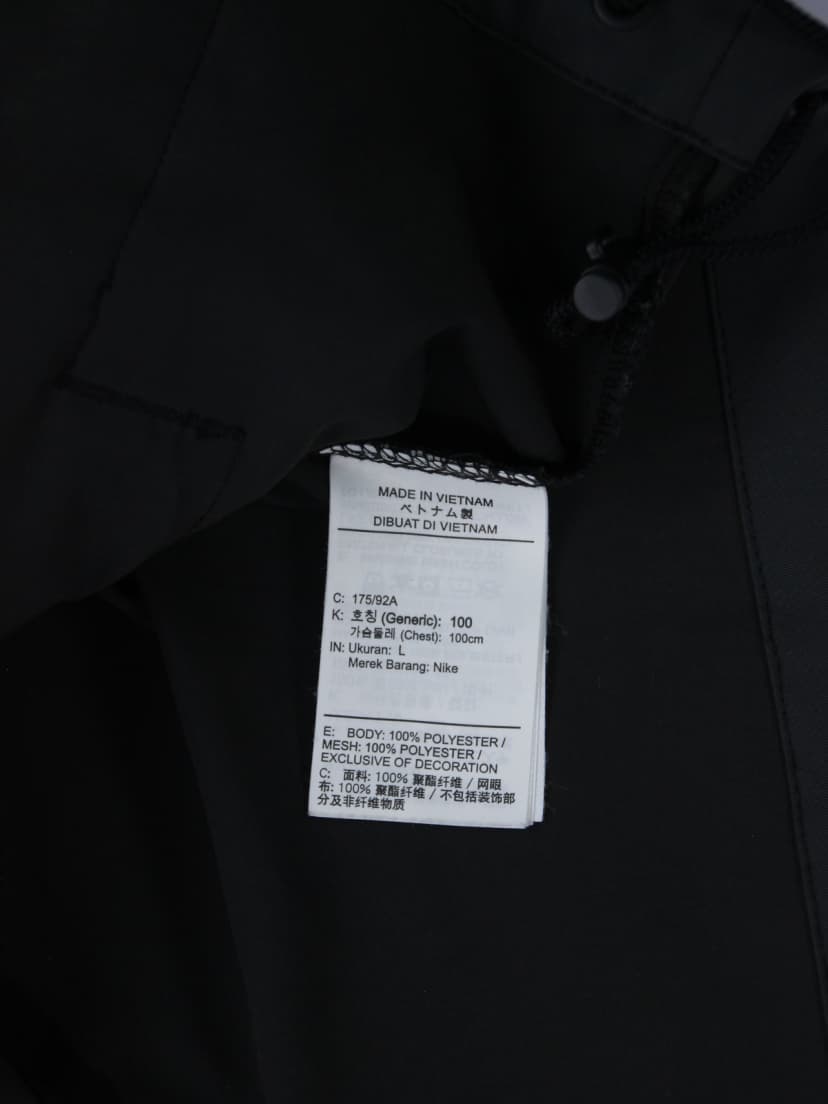 MADE IN VIETNAM
ベトナム製
DIBUAT DI VIETNAM
C: 175/92A
K: 호칭 (Generic): 100
가슴둘레 (Chest): 100cm
IN: Ukuran: L
Merek Barang: Nike
E: BODY: 100% POLYESTER /
MESH: 100% POLYESTER /
EXCLUSIVE OF DECORATION
C: 面料: 100% 聚酯纤维 / 网眼
布: 100% 聚酯纤维 / 不包括装饰部
分及非纤维物质